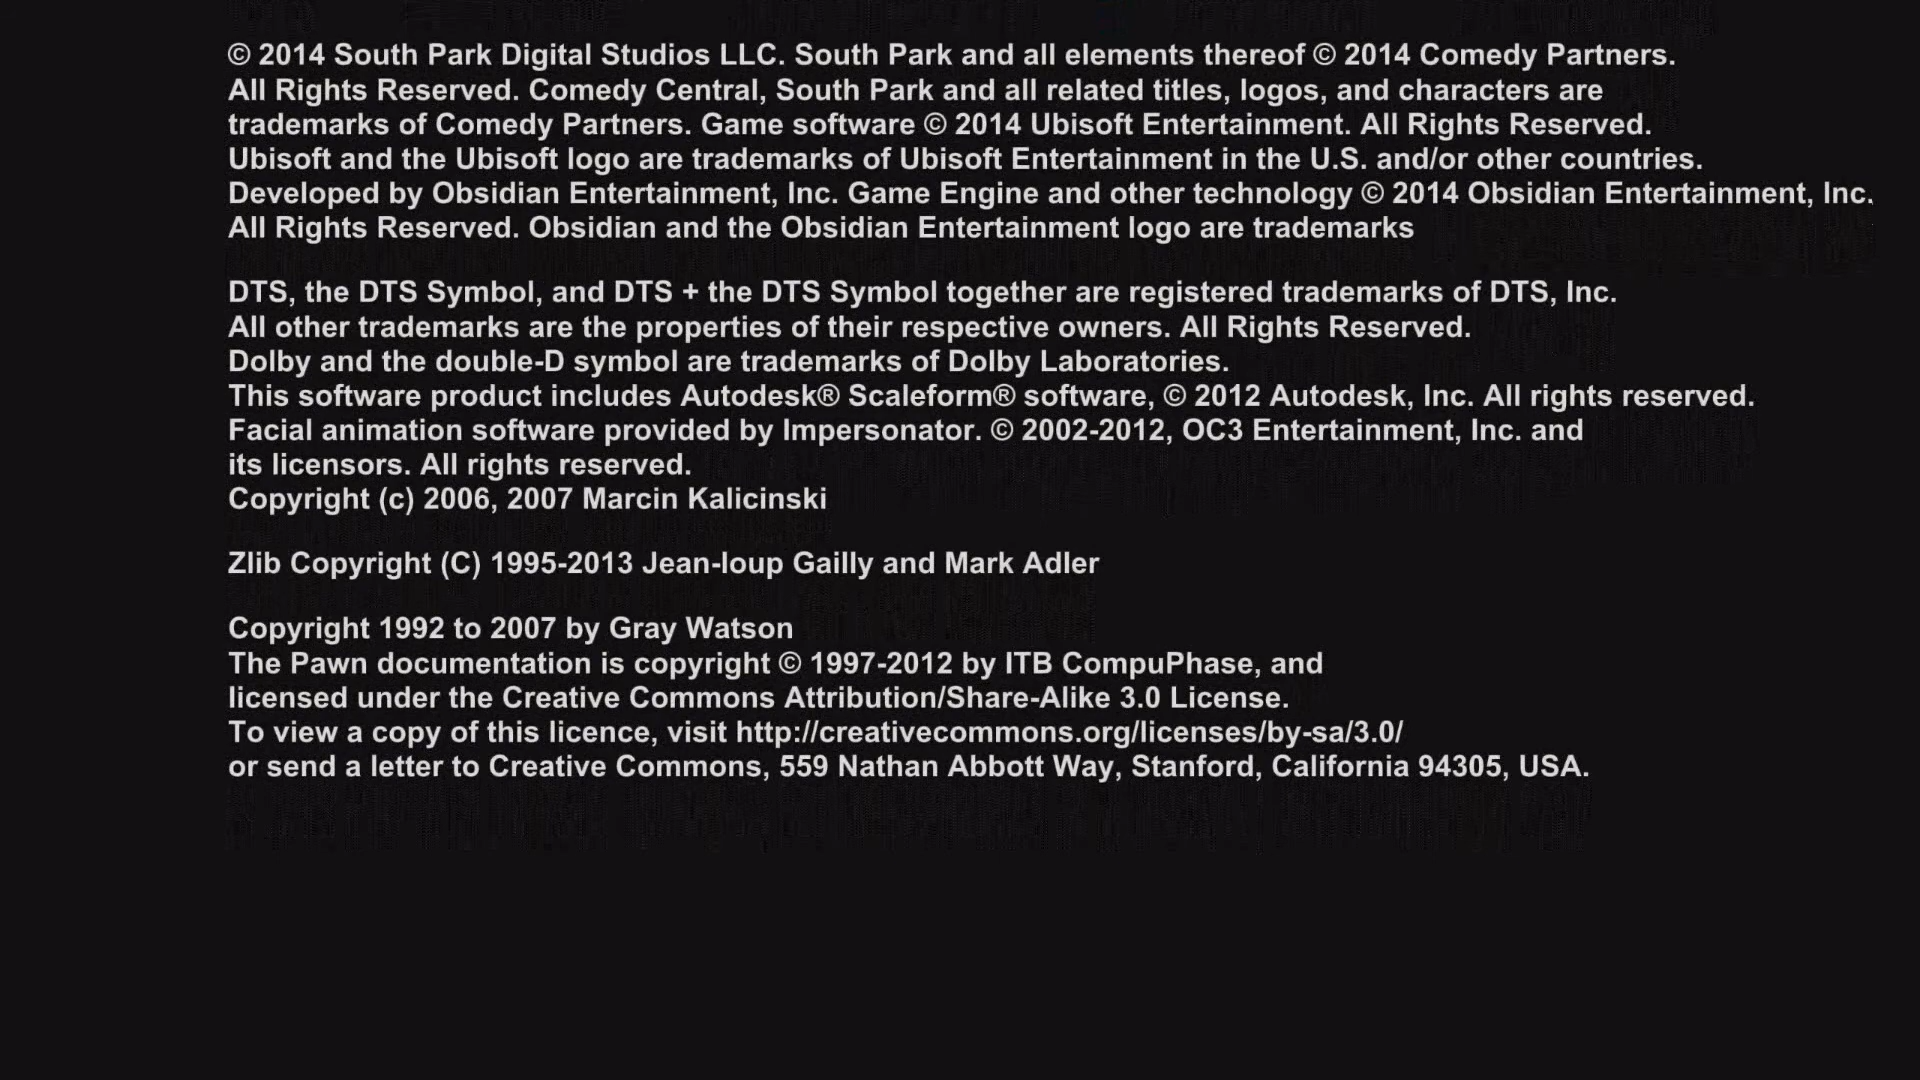 © 2014 South Park Digital Studios LLC. South Park and all elements thereof © 2014 Comedy Partners.
All Rights Reserved. Comedy Central, South Park and all related titles, logos, and characters are
trademarks of Comedy Partners. Game software © 2014 Ubisoft Entertainment. All Rights Reserved.
Ubisoft and the Ubisoft logo are trademarks of Ubisoft Entertainment in the U.S. and/or other countries.
Developed by Obsidian Entertainment, Inc. Game Engine and other technology © 2014 Obsidian Entertainment, Inc.
All Rights Reserved. Obsidian and the Obsidian Entertainment logo are trademarks
DTS, the DTS Symbol, and DTS + the DTS Symbol together are registered trademarks of DTS, Inc.
All other trademarks are the properties of their respective owners. All Rights Reserved.
Dolby and the double-D symbol are trademarks of Dolby Laboratories.
This software product includes Autodesk® Scaleform® software, © 2012 Autodesk, Inc. All rights reserved.
Facial animation software provided by Impersonator. © 2002-2012, OC3 Entertainment, Inc. and
its licensors. All rights reserved.
Copyright (c) 2006, 2007 Marcin Kalicinski
Zlib Copyright (C) 1995-2013 Jean-loup Gailly and Mark Adler
Copyright 1992 to 2007 by Gray Watson
The Pawn documentation is copyright © 1997-2012 by ITB CompuPhase, and
licensed under the Creative Commons Attribution/Share-Alike 3.0 License.
To view a copy of this licence, visit http://creativecommons.org/licenses/by-sa/3.0/
or send a letter to Creative Commons, 559 Nathan Abbott Way, Stanford, California 94305, USA.